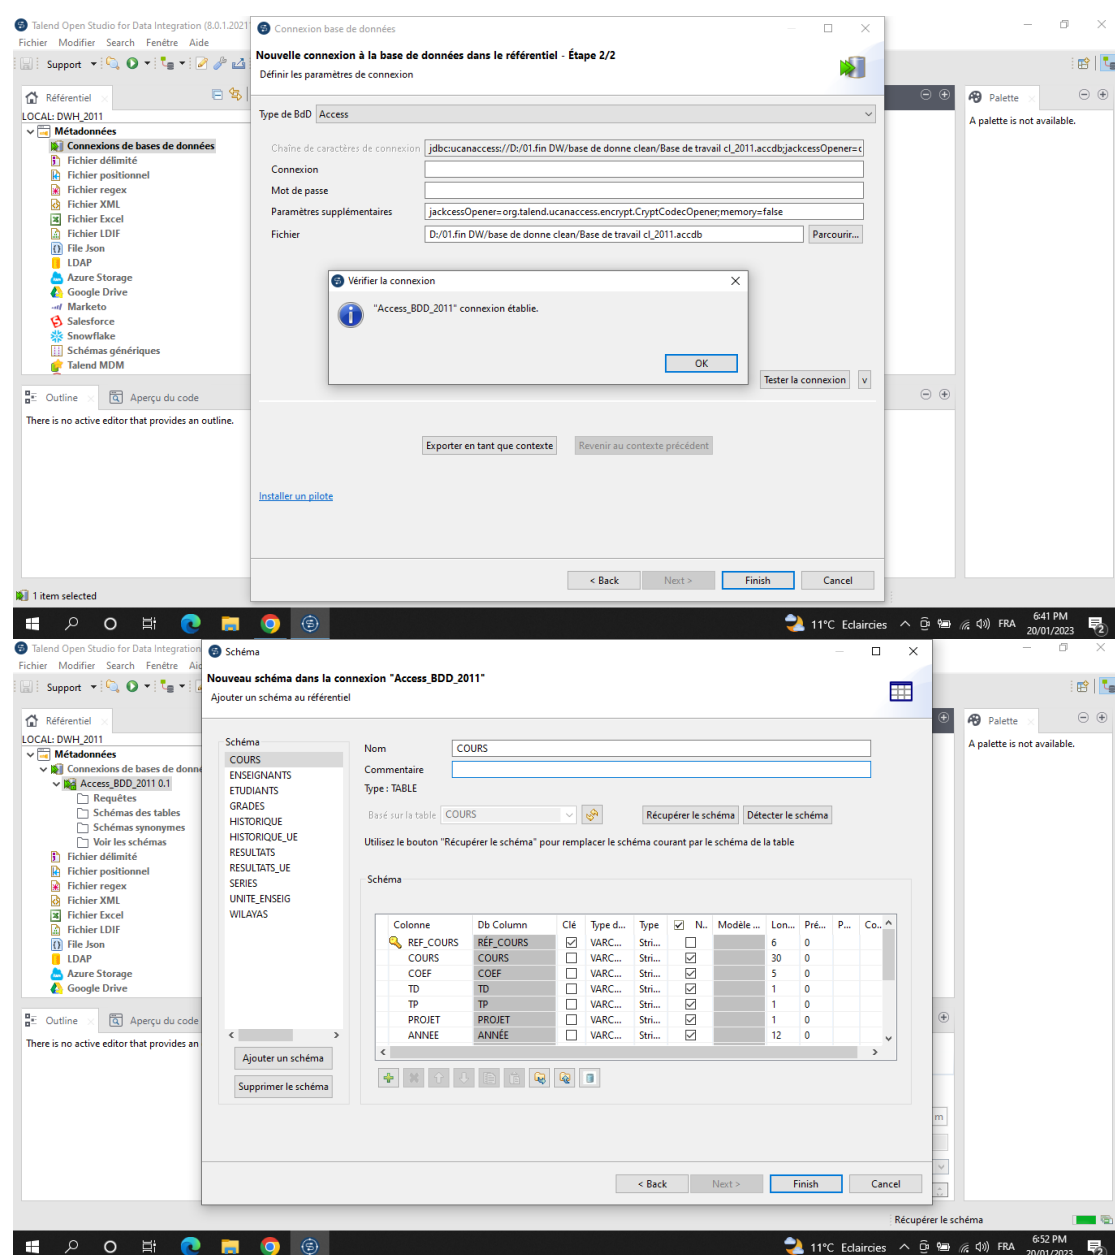 Talend Open Studio for Data Integration (8.0.1.2021
Fichier Modifier Search Fenêtre Aide
Support
Référentiel
LOCAL: DWH_2011
Métadonnées
Connexions de bases de données
Fichier délimité
Fichier positionnel
Fichier regex
Fichier XML
Fichier Excel
Fichier LDIF
File Json
LDAP
Azure Storage
Google Drive
Marketo
Salesforce
Snowflake
Schémas génériques
Talend MDM
Outline
Aperçu du code
There is no active editor that provides an outline.
1 item selected
Connexion base de données
Nouvelle connexion à la base de données dans le référentiel - Étape 2/2
Définir les paramètres de connexion
Type de BdD Access
Chaîne de caractères de connexion jdbc:ucanaccess://D:/01.fin DW/base de donne clean/Base de travail cl_2011.accdb;jackcessOpener=c
Connexion
Mot de passe
Paramètres supplémentaires jackcessOpener=org.talend.ucanaccess.encrypt.CryptCodecOpener;memory=false
Fichier D:/01.fin DW/base de donne clean/Base de travail cl_2011.accdb Parcourir...
Vérifier la connexion
"Access_BDD_2011" connexion établie.
OK
Tester la connexion v
Exporter en tant que contexte Revenir au contexte précédent
Installer un pilote
< Back Next > Finish Cancel
Palette
A palette is not available.
11°C Eclaircies FRA 6:41 PM
20/01/2023
Talend Open Studio for Data Integration
Fichier Modifier Search Fenêtre Aid
Support
Référentiel
LOCAL: DWH_2011
Métadonnées
Connexions de bases de donné
Access_BDD_2011 0.1
Requêtes
Schémas des tables
Schémas synonymes
Voir les schémas
Fichier délimité
Fichier positionnel
Fichier regex
Fichier XML
Fichier Excel
Fichier LDIF
File Json
LDAP
Azure Storage
Google Drive
Outline
Aperçu du code
There is no active editor that provides an
Schéma
Nouveau schéma dans la connexion "Access_BDD_2011"
Ajouter un schéma au référentiel
Schéma
COURS
ENSEIGNANTS
ETUDIANTS
GRADES
HISTORIQUE
HISTORIQUE_UE
RESULTATS
RESULTATS_UE
SERIES
UNITE_ENSEIG
WILAYAS
Ajouter un schéma
Supprimer le schéma
Nom COURS
Commentaire
Type : TABLE
Basé sur la table COURS Récupérer le schéma Détecter le schéma
Utilisez le bouton "Récupérer le schéma" pour remplacer le schéma courant par le schéma de la table
Schéma
Colonne Db Column Clé Type d... Type N.. Modèle ... Lon... Pré... P... Co..
REF_COURS RÉF_COURS VARC... Stri... 6 0
COURS COURS VARC... Stri... 30 0
COEF COEF VARC... Stri... 5 0
TD TD VARC... Stri... 1 0
TP TP VARC... Stri... 1 0
PROJET PROJET VARC... Stri... 1 0
ANNEE ANNÉE VARC... Stri... 12 0
< Back Next > Finish Cancel
Palette
A palette is not available.
m
Récupérer le schéma
11°C Eclaircies FRA 6:52 PM
20/01/2023